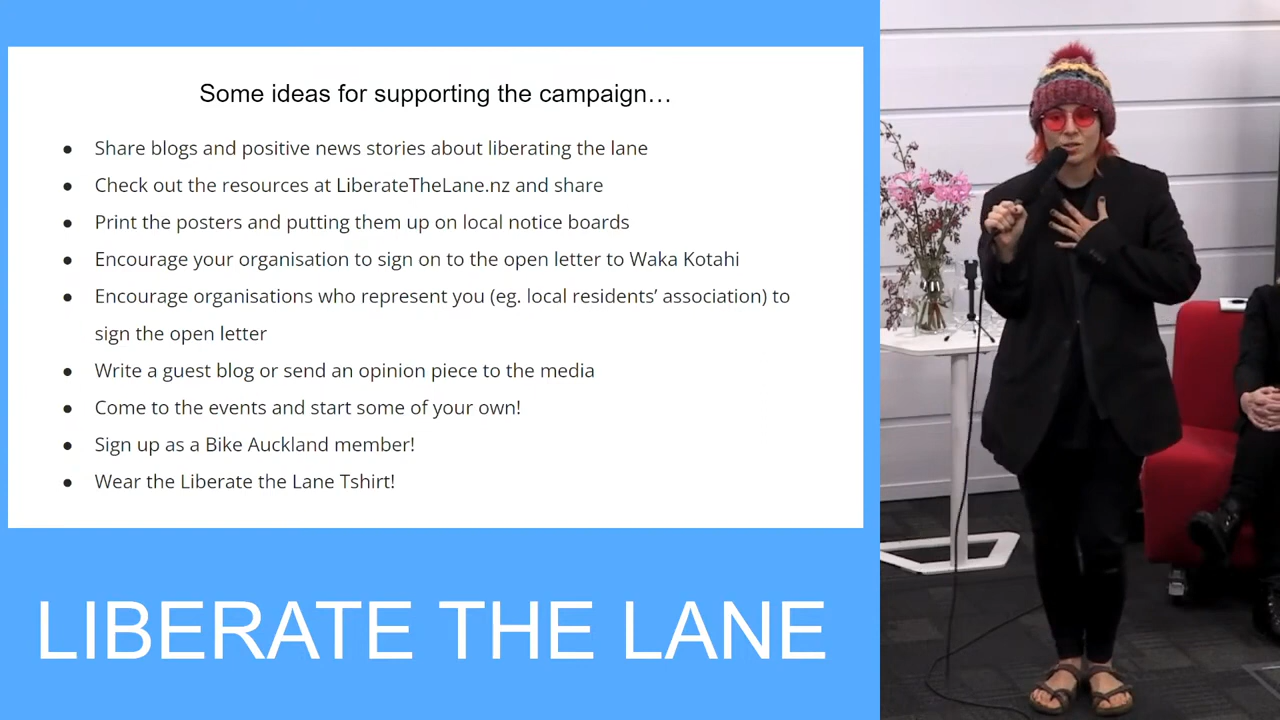 Some ideas for supporting the campaign…
● Share blogs and positive news stories about liberating the lane
● Check out the resources at LiberateTheLane.nz and share
● Print the posters and putting them up on local notice boards
● Encourage your organisation to sign on to the open letter to Waka Kotahi
● Encourage organisations who represent you (eg. local residents’ association) to
sign the open letter
● Write a guest blog or send an opinion piece to the media
● Come to the events and start some of your own!
● Sign up as a Bike Auckland member!
● Wear the Liberate the Lane Tshirt!
LIBERATE THE LANE